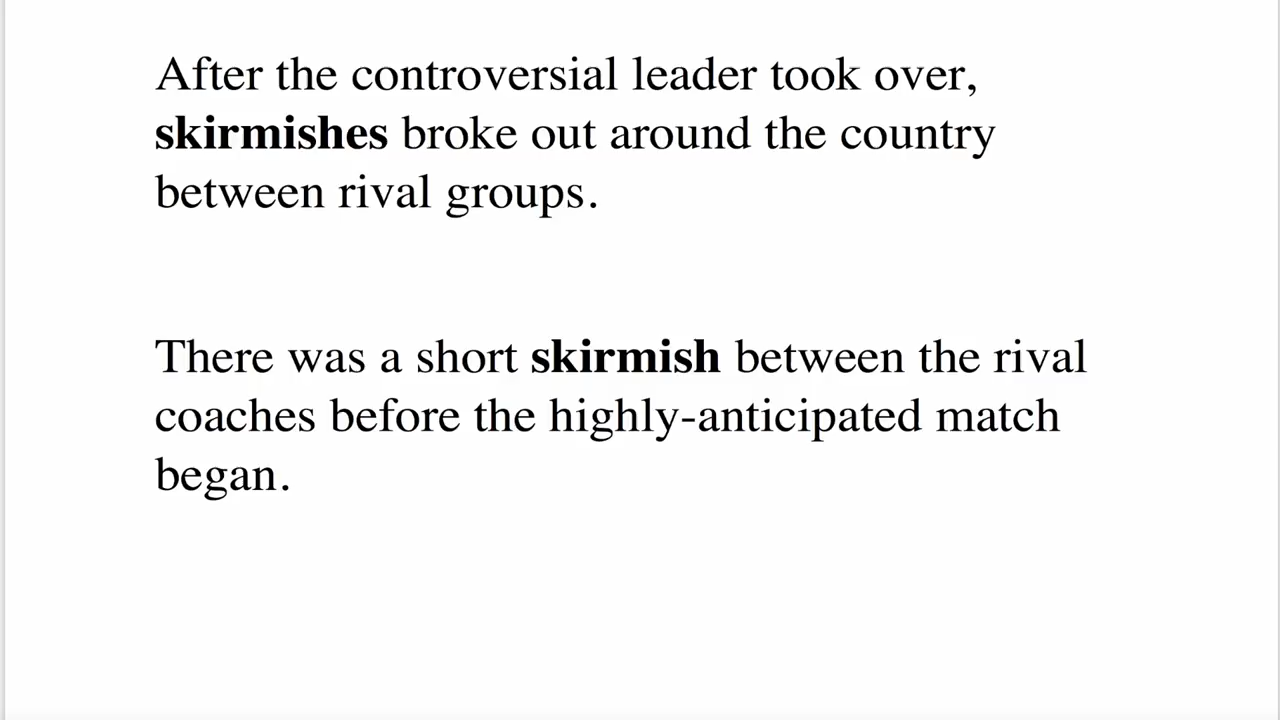 After the controversial leader took over,
skirmishes broke out around the country
between rival groups.
There was a short skirmish between the rival
coaches before the highly-anticipated match
began.